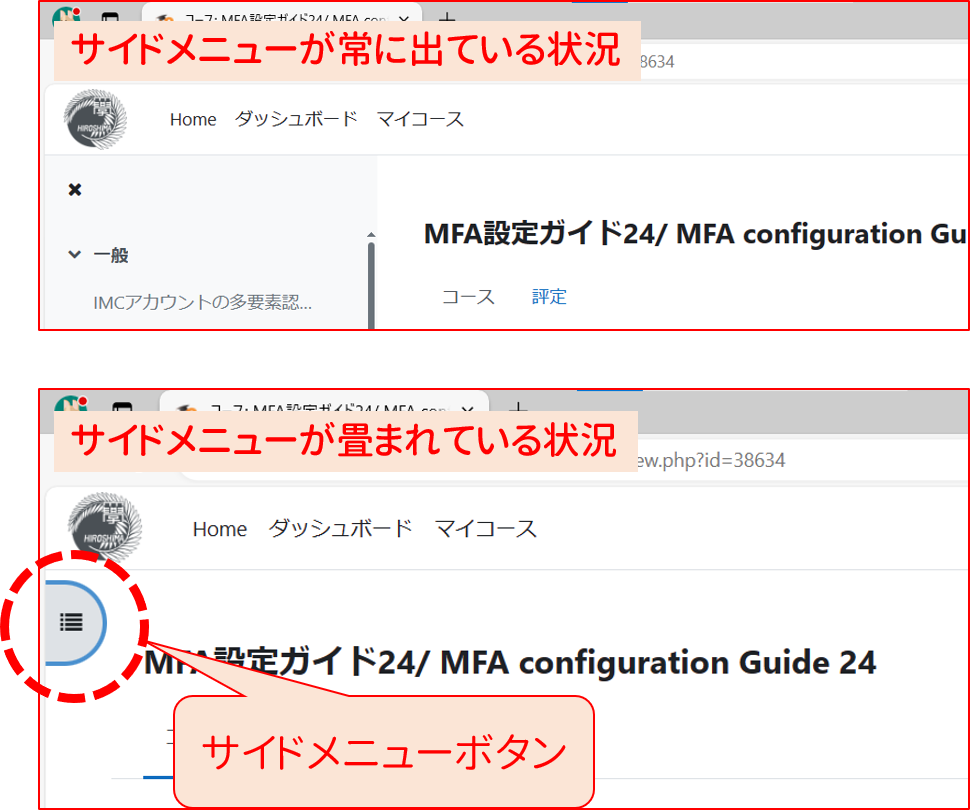 コース: MFA設定ガイド24/ MFA con
サイドメニューが常に出ている状況
8634
HIROSHIMA
Home ダッシュボード マイコース
MFA設定ガイド24/ MFA configuration Gu
一般
コース 評定
IMCアカウントの多要素認...
コース: MFA設定ガイド24/ MFA con
サイドメニューが畳まれている状況
ew.php?id=38634
HIROSHIMA
Home ダッシュボード マイコース
MFA設定ガイド24/ MFA configuration Guide 24
サイドメニューボタン